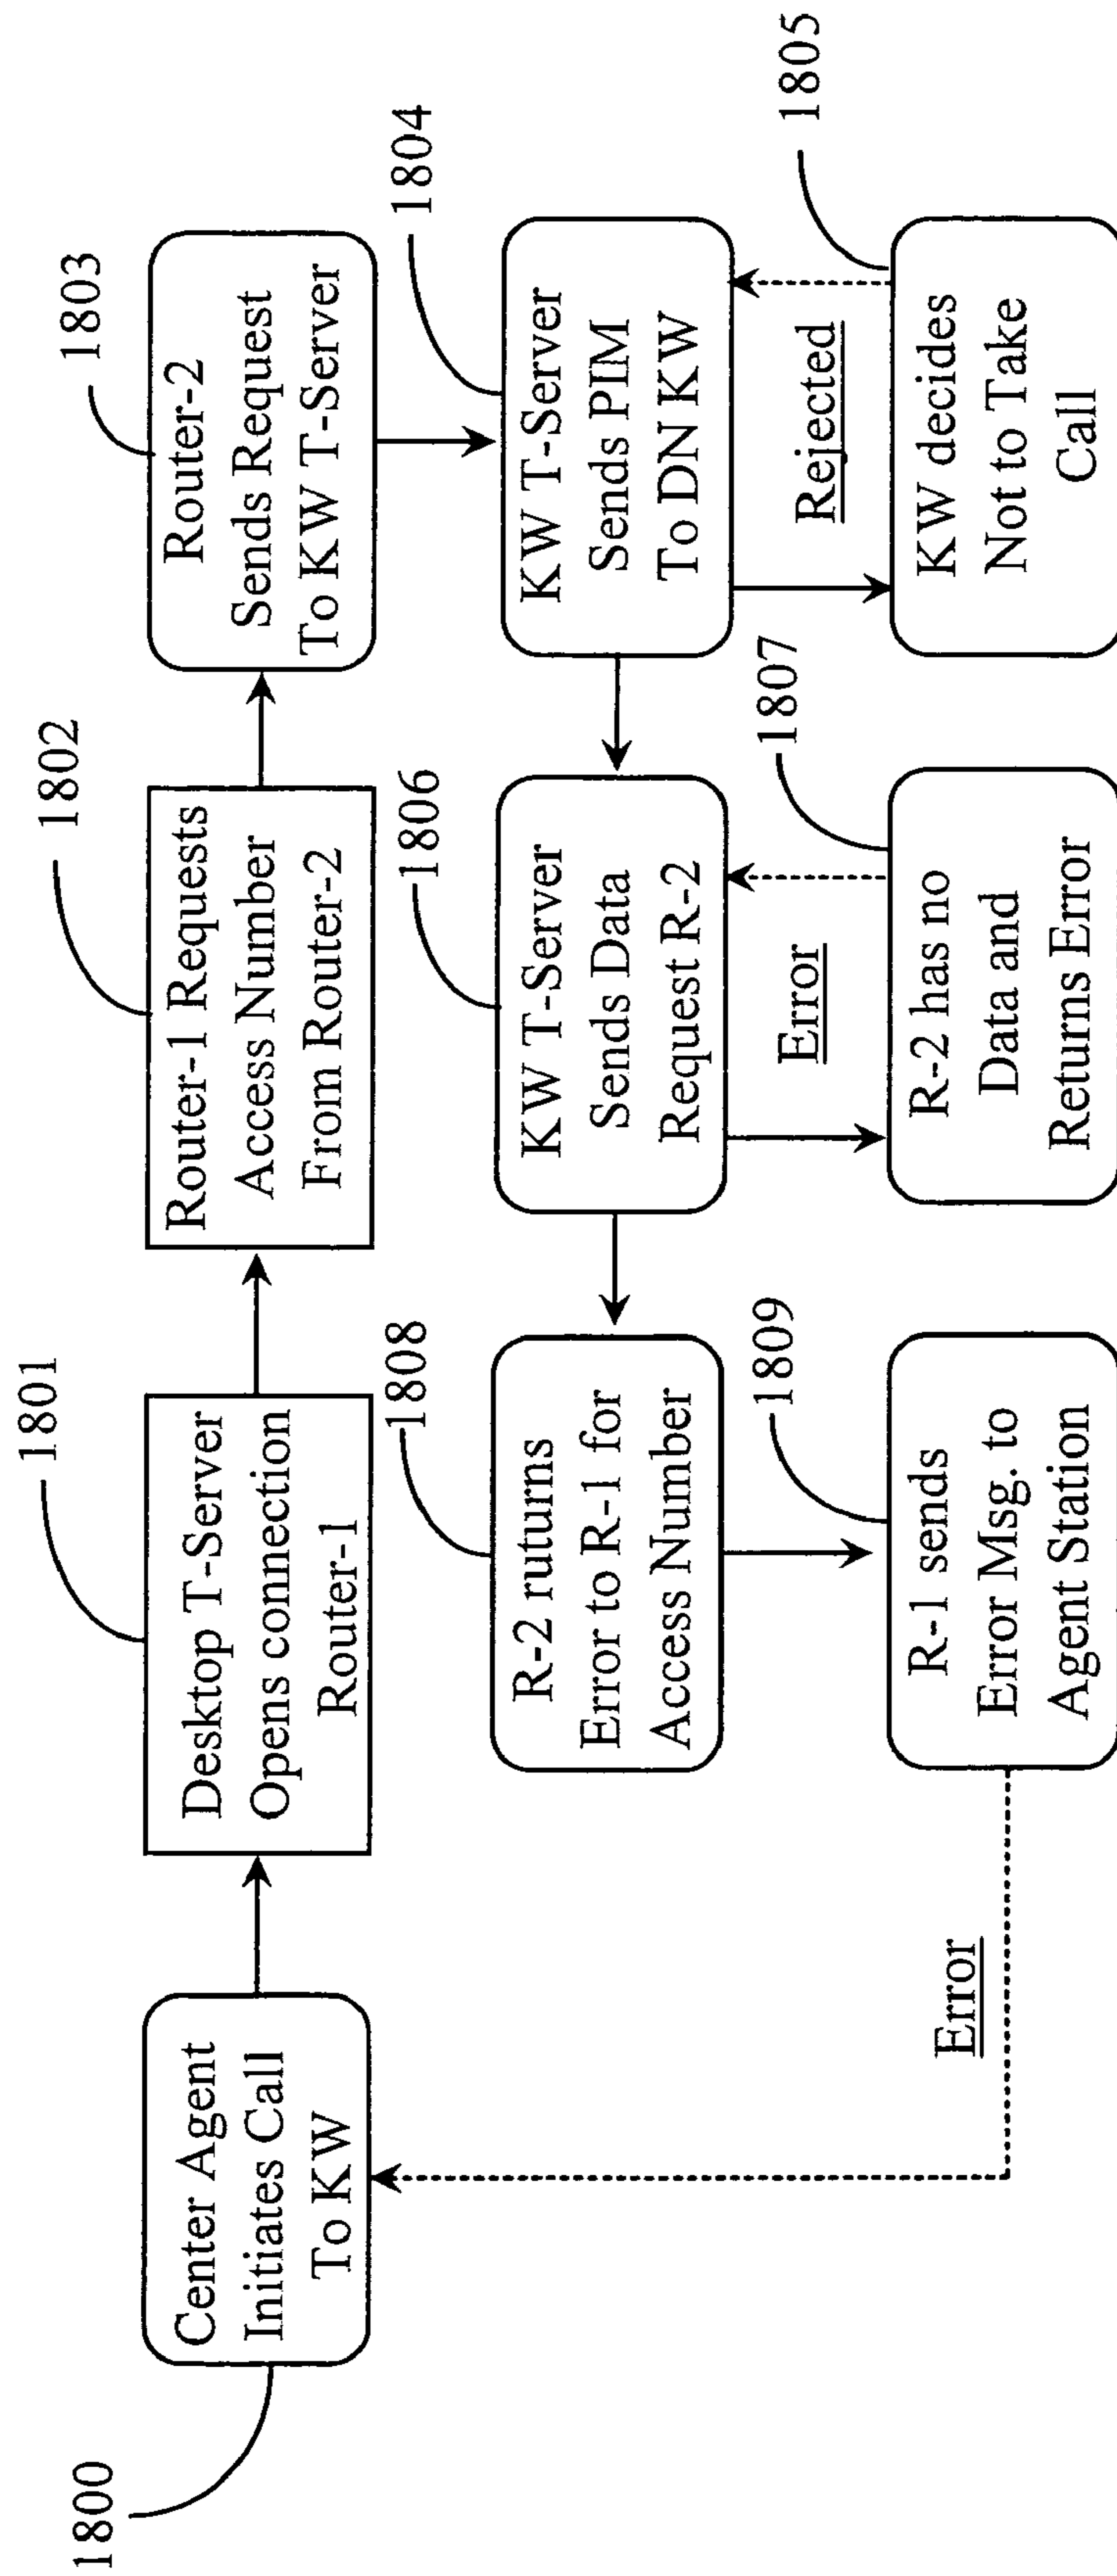 1800
Center Agent
Initiates Call
To KW
1801
Desktop T-Server
Opens connection
Router-1
1802
Router-1 Requests
Access Number
From Router-2
1803
Router-2
Sends Request
To KW T-Server
1804
KW T-Server
Sends PIM
To DN KW
Rejected
1805
KW decides
Not to Take
Call
1806
KW T-Server
Sends Data
Request R-2
Error
1807
R-2 has no
Data and
Returns Error
1808
R-2 ruturns
Error to R-1 for
Access Number
1809
R-1 sends
Error Msg. to
Agent Station
Error